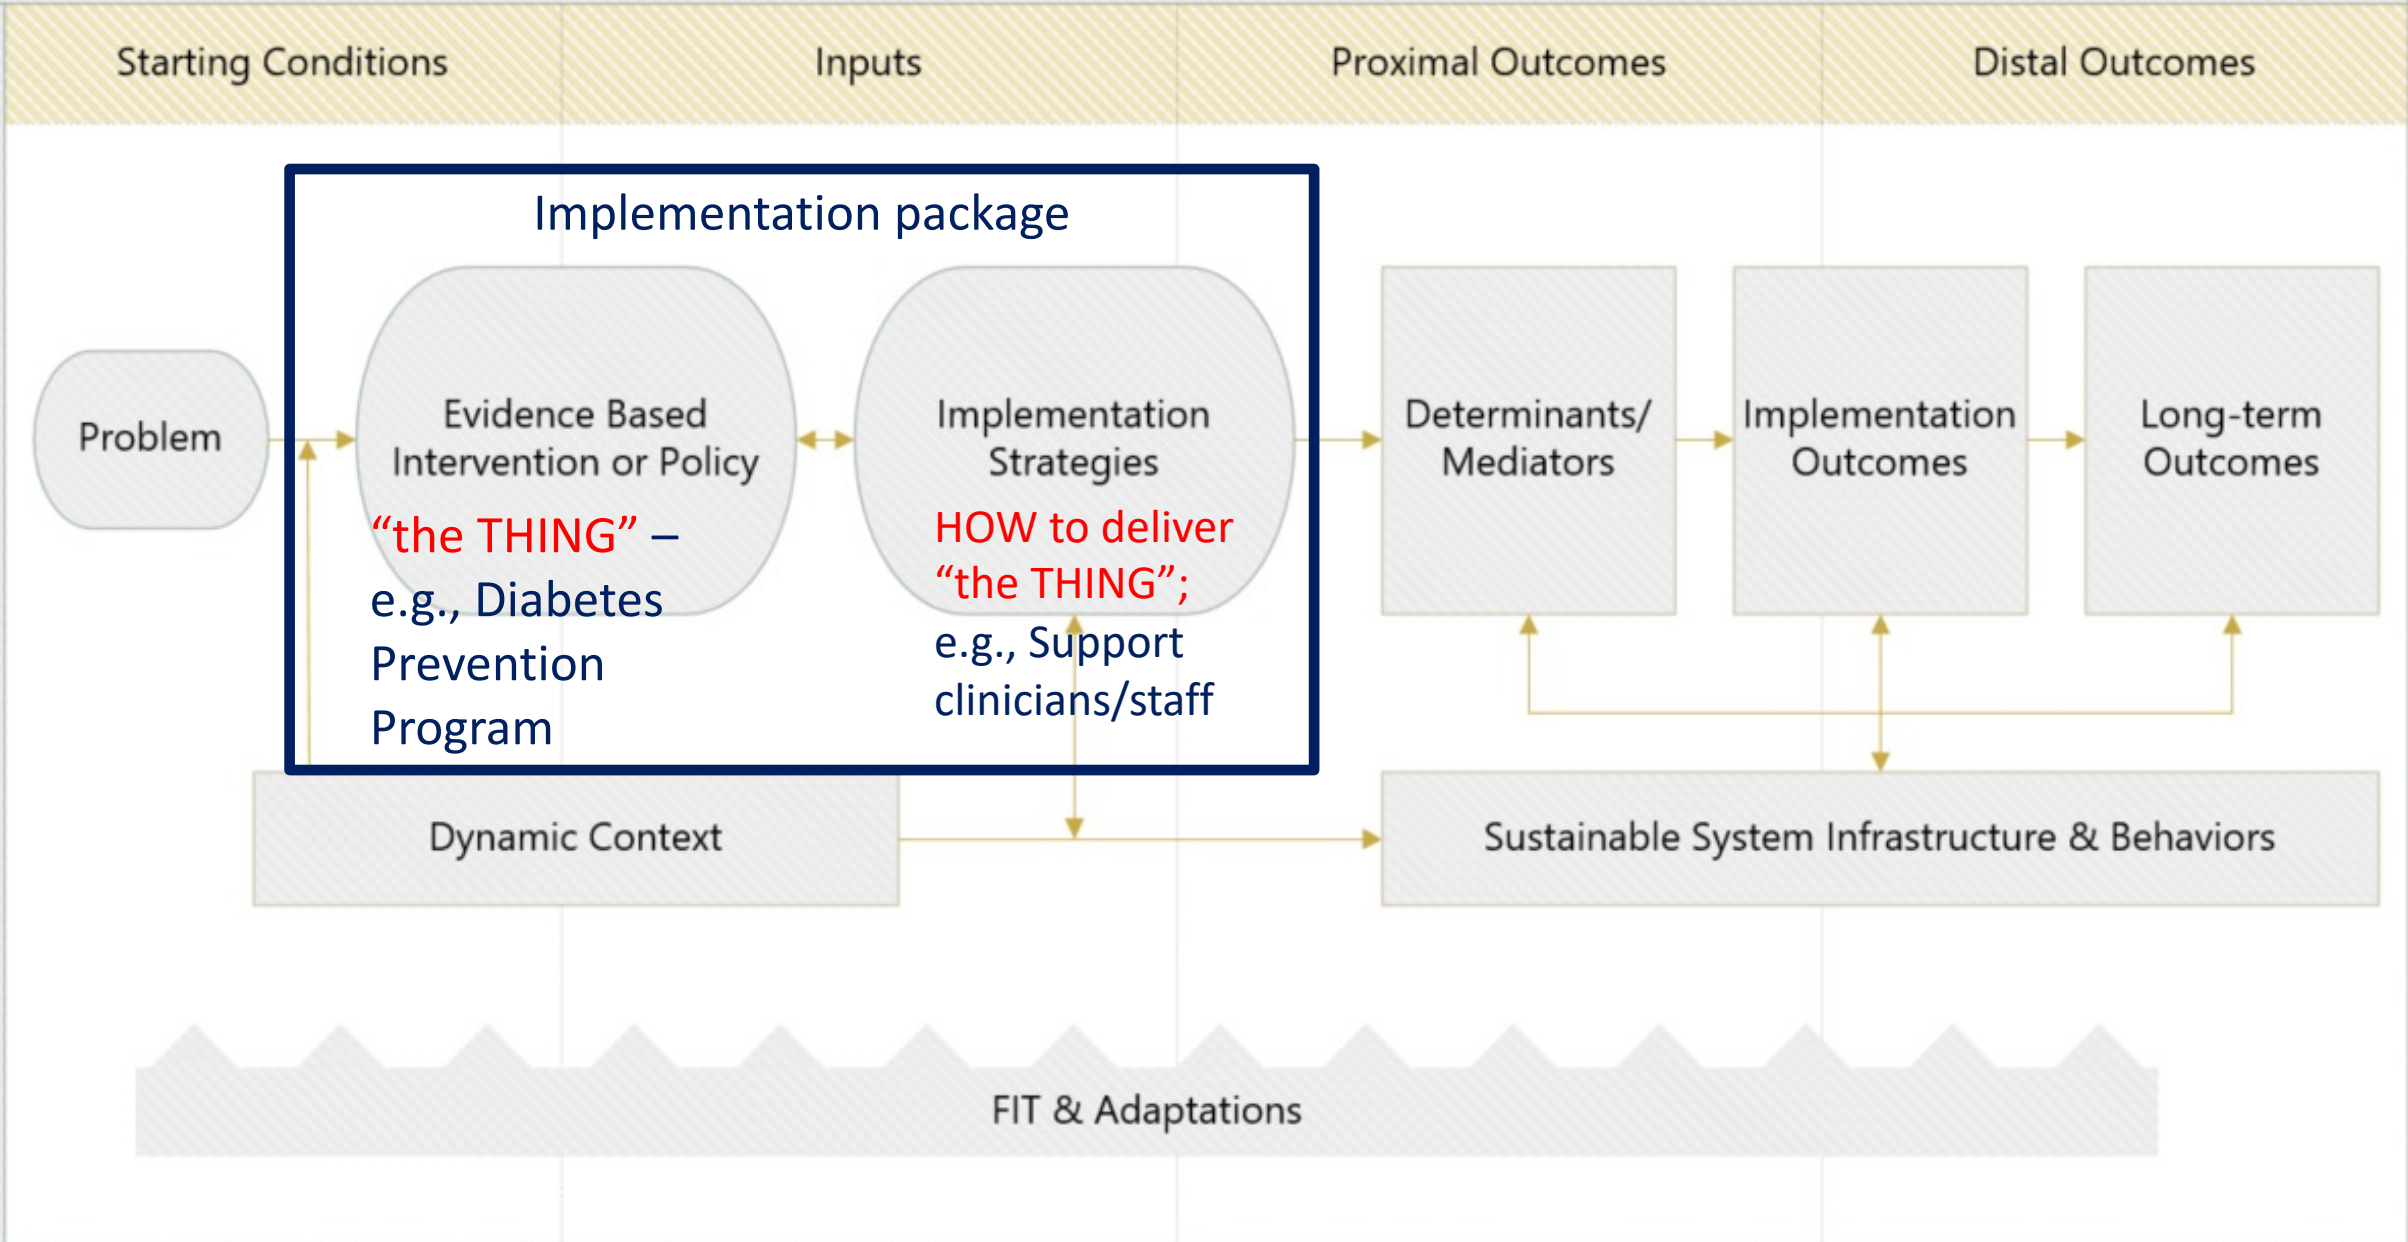 Starting Conditions
Inputs
Proximal Outcomes
Distal Outcomes
Implementation package
Problem
Evidence Based
Intervention or Policy
“the THING” –
e.g., Diabetes
Prevention
Program
Implementation
Strategies
HOW to deliver
“the THING”;
e.g., Support
clinicians/staff
Determinants/
Mediators
Implementation
Outcomes
Long-term
Outcomes
Dynamic Context
Sustainable System Infrastructure & Behaviors
FIT & Adaptations